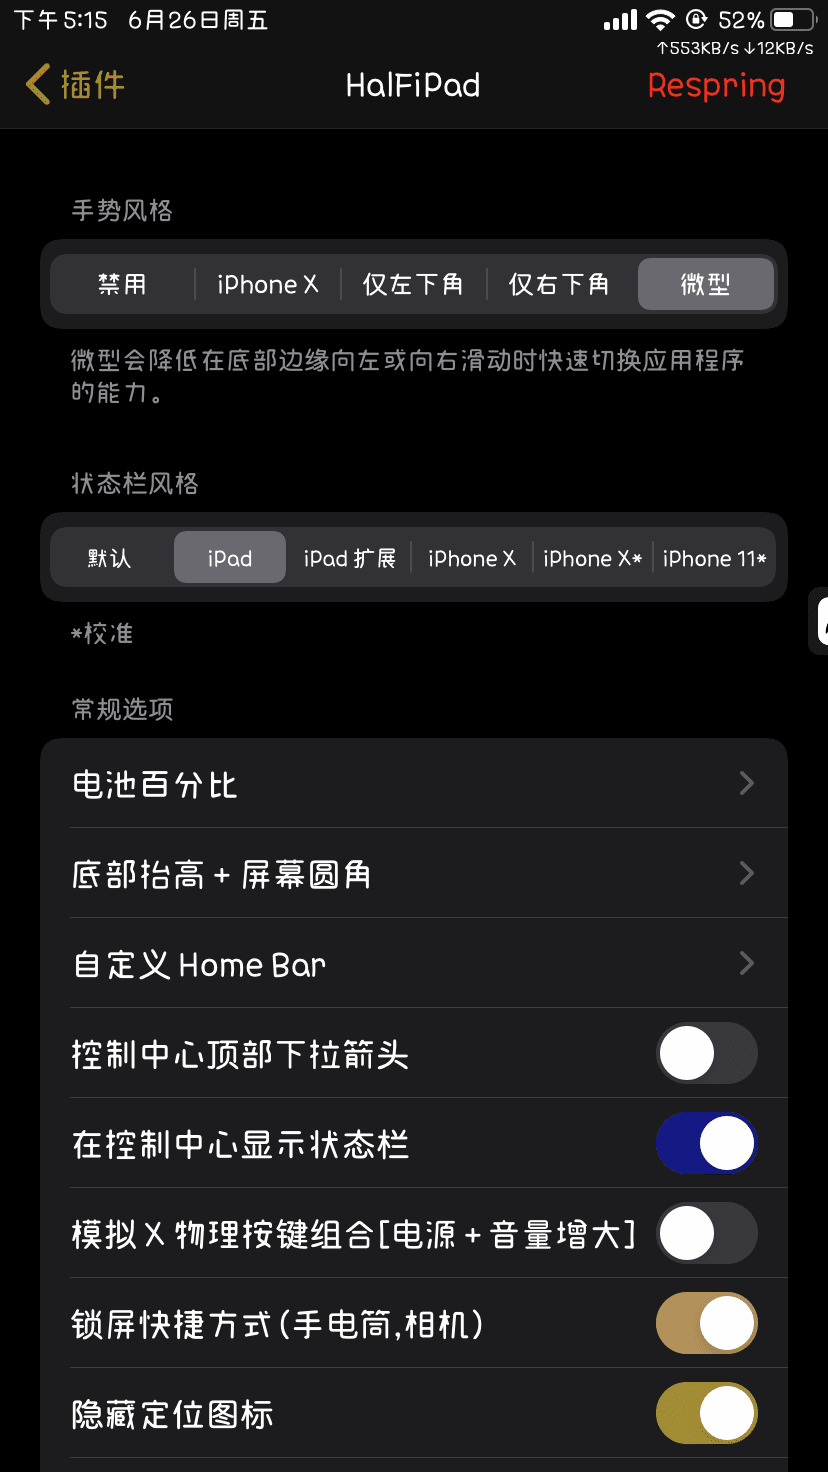 下午5:15 6月26日周五 52%
↑553KB/s ↓12KB/s
插件 HalFiPad Respring
手势风格
禁用 iPhone X 仅左下角 仅右下角 微型
微型会降低在底部边缘向左或向右滑动时快速切换应用程序
的能力。
状态栏风格
默认 iPad iPad 扩展 iPhone X iPhone X* iPhone 11*
*校准
常规选项
电池百分比
底部抬高 + 屏幕圆角
自定义 Home Bar
控制中心顶部下拉箭头
在控制中心显示状态栏
模拟 X 物理按键组合[电源 + 音量增大]
锁屏快捷方式 (手电筒,相机)
隐藏定位图标